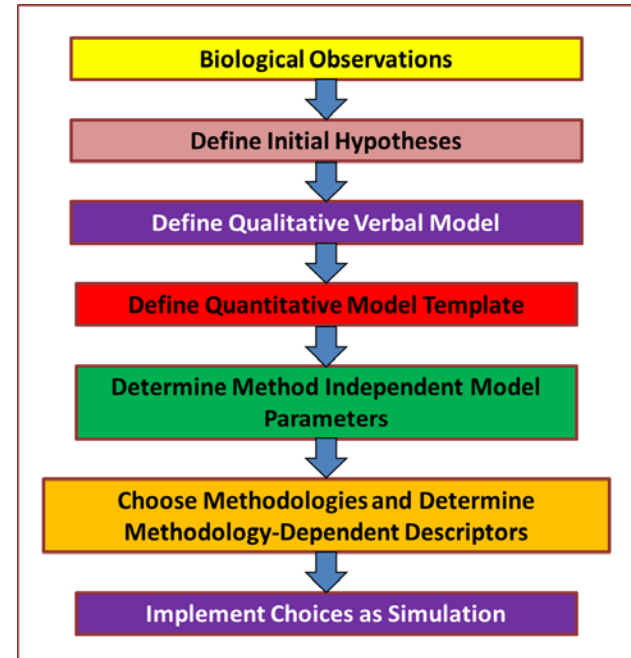 Biological Observations
Define Initial Hypotheses
Define Qualitative Verbal Model
Define Quantitative Model Template
Determine Method Independent Model
Parameters
Choose Methodologies and Determine
Methodology-Dependent Descriptors
Implement Choices as Simulation